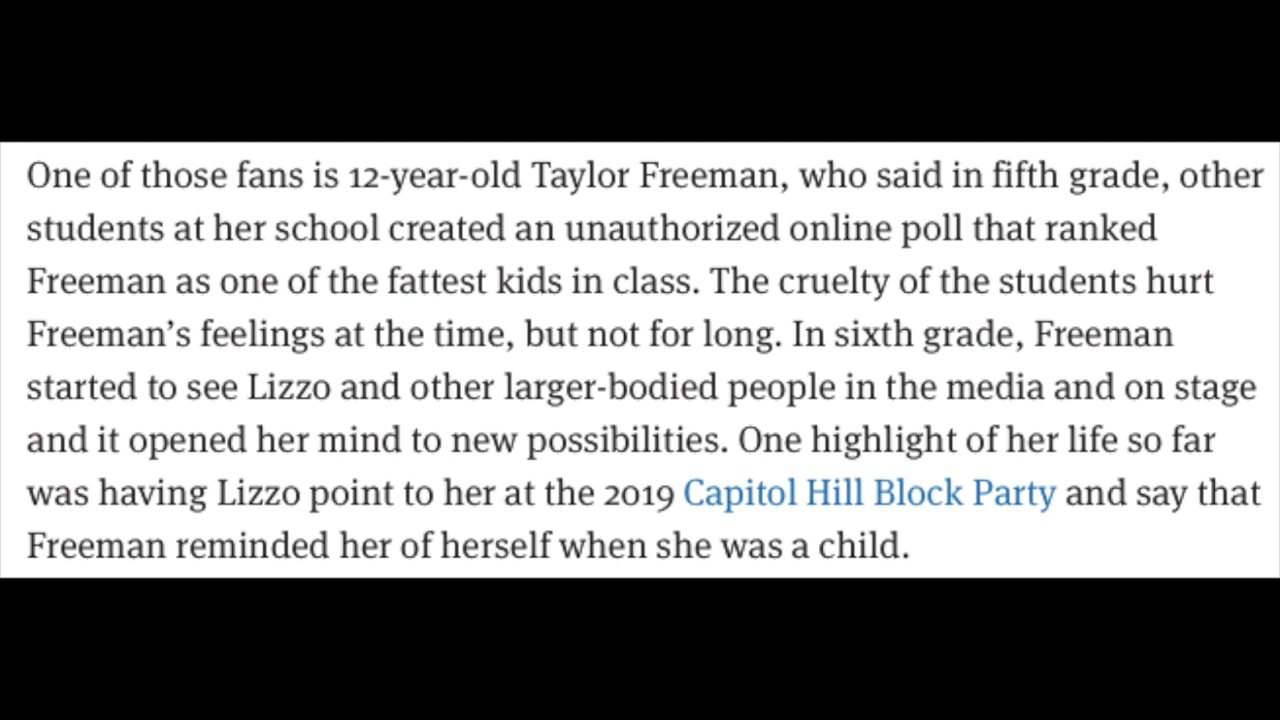 One of those fans is 12-year-old Taylor Freeman, who said in fifth grade, other
students at her school created an unauthorized online poll that ranked
Freeman as one of the fattest kids in class. The cruelty of the students hurt
Freeman’s feelings at the time, but not for long. In sixth grade, Freeman
started to see Lizzo and other larger-bodied people in the media and on stage
and it opened her mind to new possibilities. One highlight of her life so far
was having Lizzo point to her at the 2019 Capitol Hill Block Party and say that
Freeman reminded her of herself when she was a child.